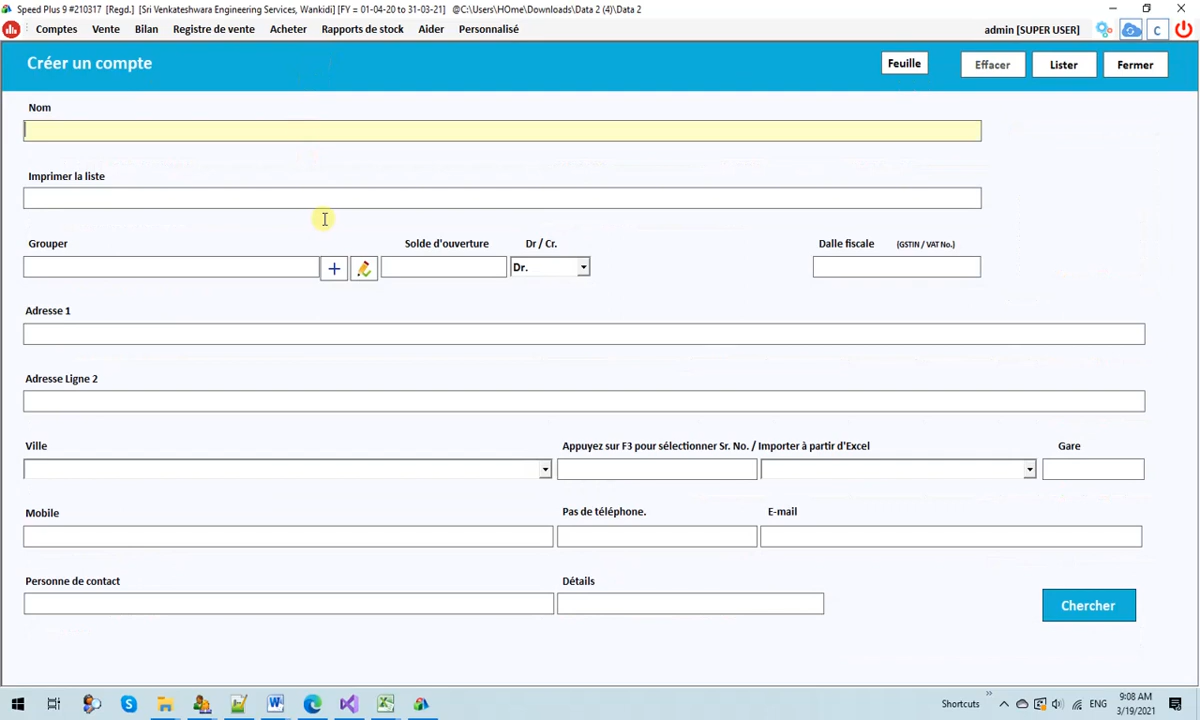 Speed Plus 9 #210317 [Regd.] [Sri Venkateshwara Engineering Services, Wankidi] [FY = 01-04-20 to 31-03-21] @C:\Users\HOme\Downloads\Data 2 (4)\Data 2
Comptes Vente Bilan Registre de vente Acheter Rapports de stock Aider Personnalisé admin [SUPER USER] C
Créer un compte Feuille Effacer Lister Fermer
Nom
Imprimer la liste
Grouper Solde d'ouverture Dr / Cr. Dalle fiscale (GSTIN / VAT No.)
Dr.
Adresse 1
Adresse Ligne 2
Ville Appuyez sur F3 pour sélectionner Sr. No. / Importer à partir d'Excel Gare
Mobile Pas de téléphone. E-mail
Personne de contact Détails
Chercher
Shortcuts ENG 9:08 AM
3/19/2021